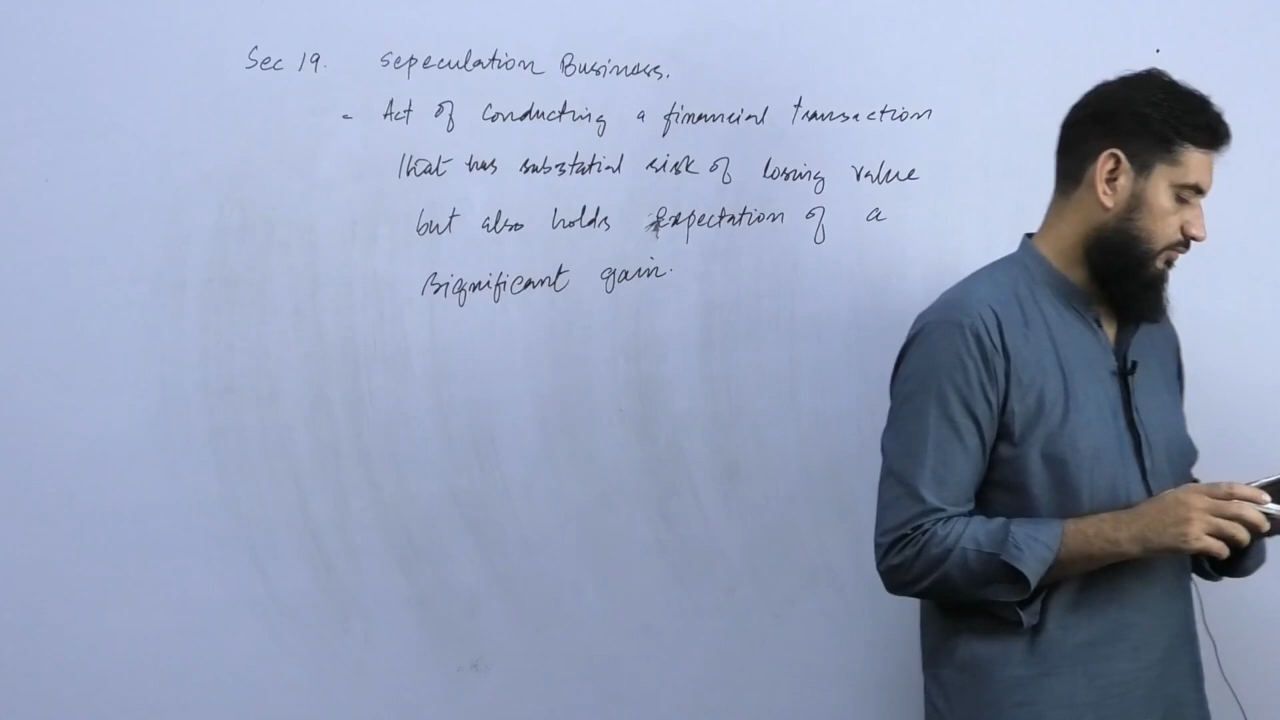 Sec 19. Sepeculation Business.
- Act of conducting a financial transaction
that has substatial risk of losing value
but also holds Expectation of a
significant gain.